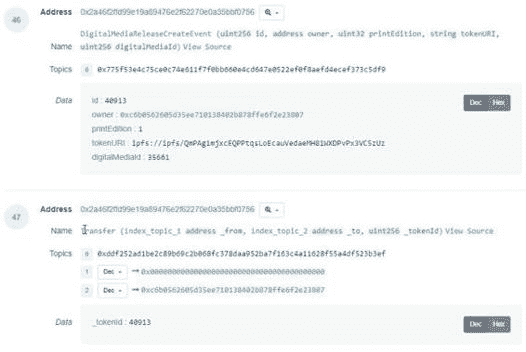 46
Address 0x2a46f2ffd99e19a89476e2f62270e0a35bbf0756
DigitalMediaReleaseCreateEvent (uint256 id, address owner, uint32 printEdition, string tokenURI,
Name uint256 digitalMediaId) View Source
Topics 0 0x775f53e4c75ce0c74e611f7f0bb660e4cd647e0522ef0f8aefd4ecef373c5df9
Data id : 40913
owner : 0xc6b0562605d35ee710138402b878ffe6f2e23807
printEdition : 1
tokenURI : ipfs://ipfs/QmPAg1mjxcEQPPtqsLoEcauVedaeMH81WXDPvPx3VC5zUz
digitalMediaId : 35661
Dec Hex
47
Address 0x2a46f2ffd99e19a89476e2f62270e0a35bbf0756
Name Transfer (index_topic_1 address _from, index_topic_2 address _to, uint256 _tokenId) View Source
Topics 0 0xddf252ad1be2c89b69c2b068fc378daa952ba7f163c4a11628f55a4df523b3ef
1 Dec → 0x0000000000000000000000000000000000000000
2 Dec → 0xc6b0562605d35ee710138402b878ffe6f2e23807
Data _tokenId : 40913
Dec Hex